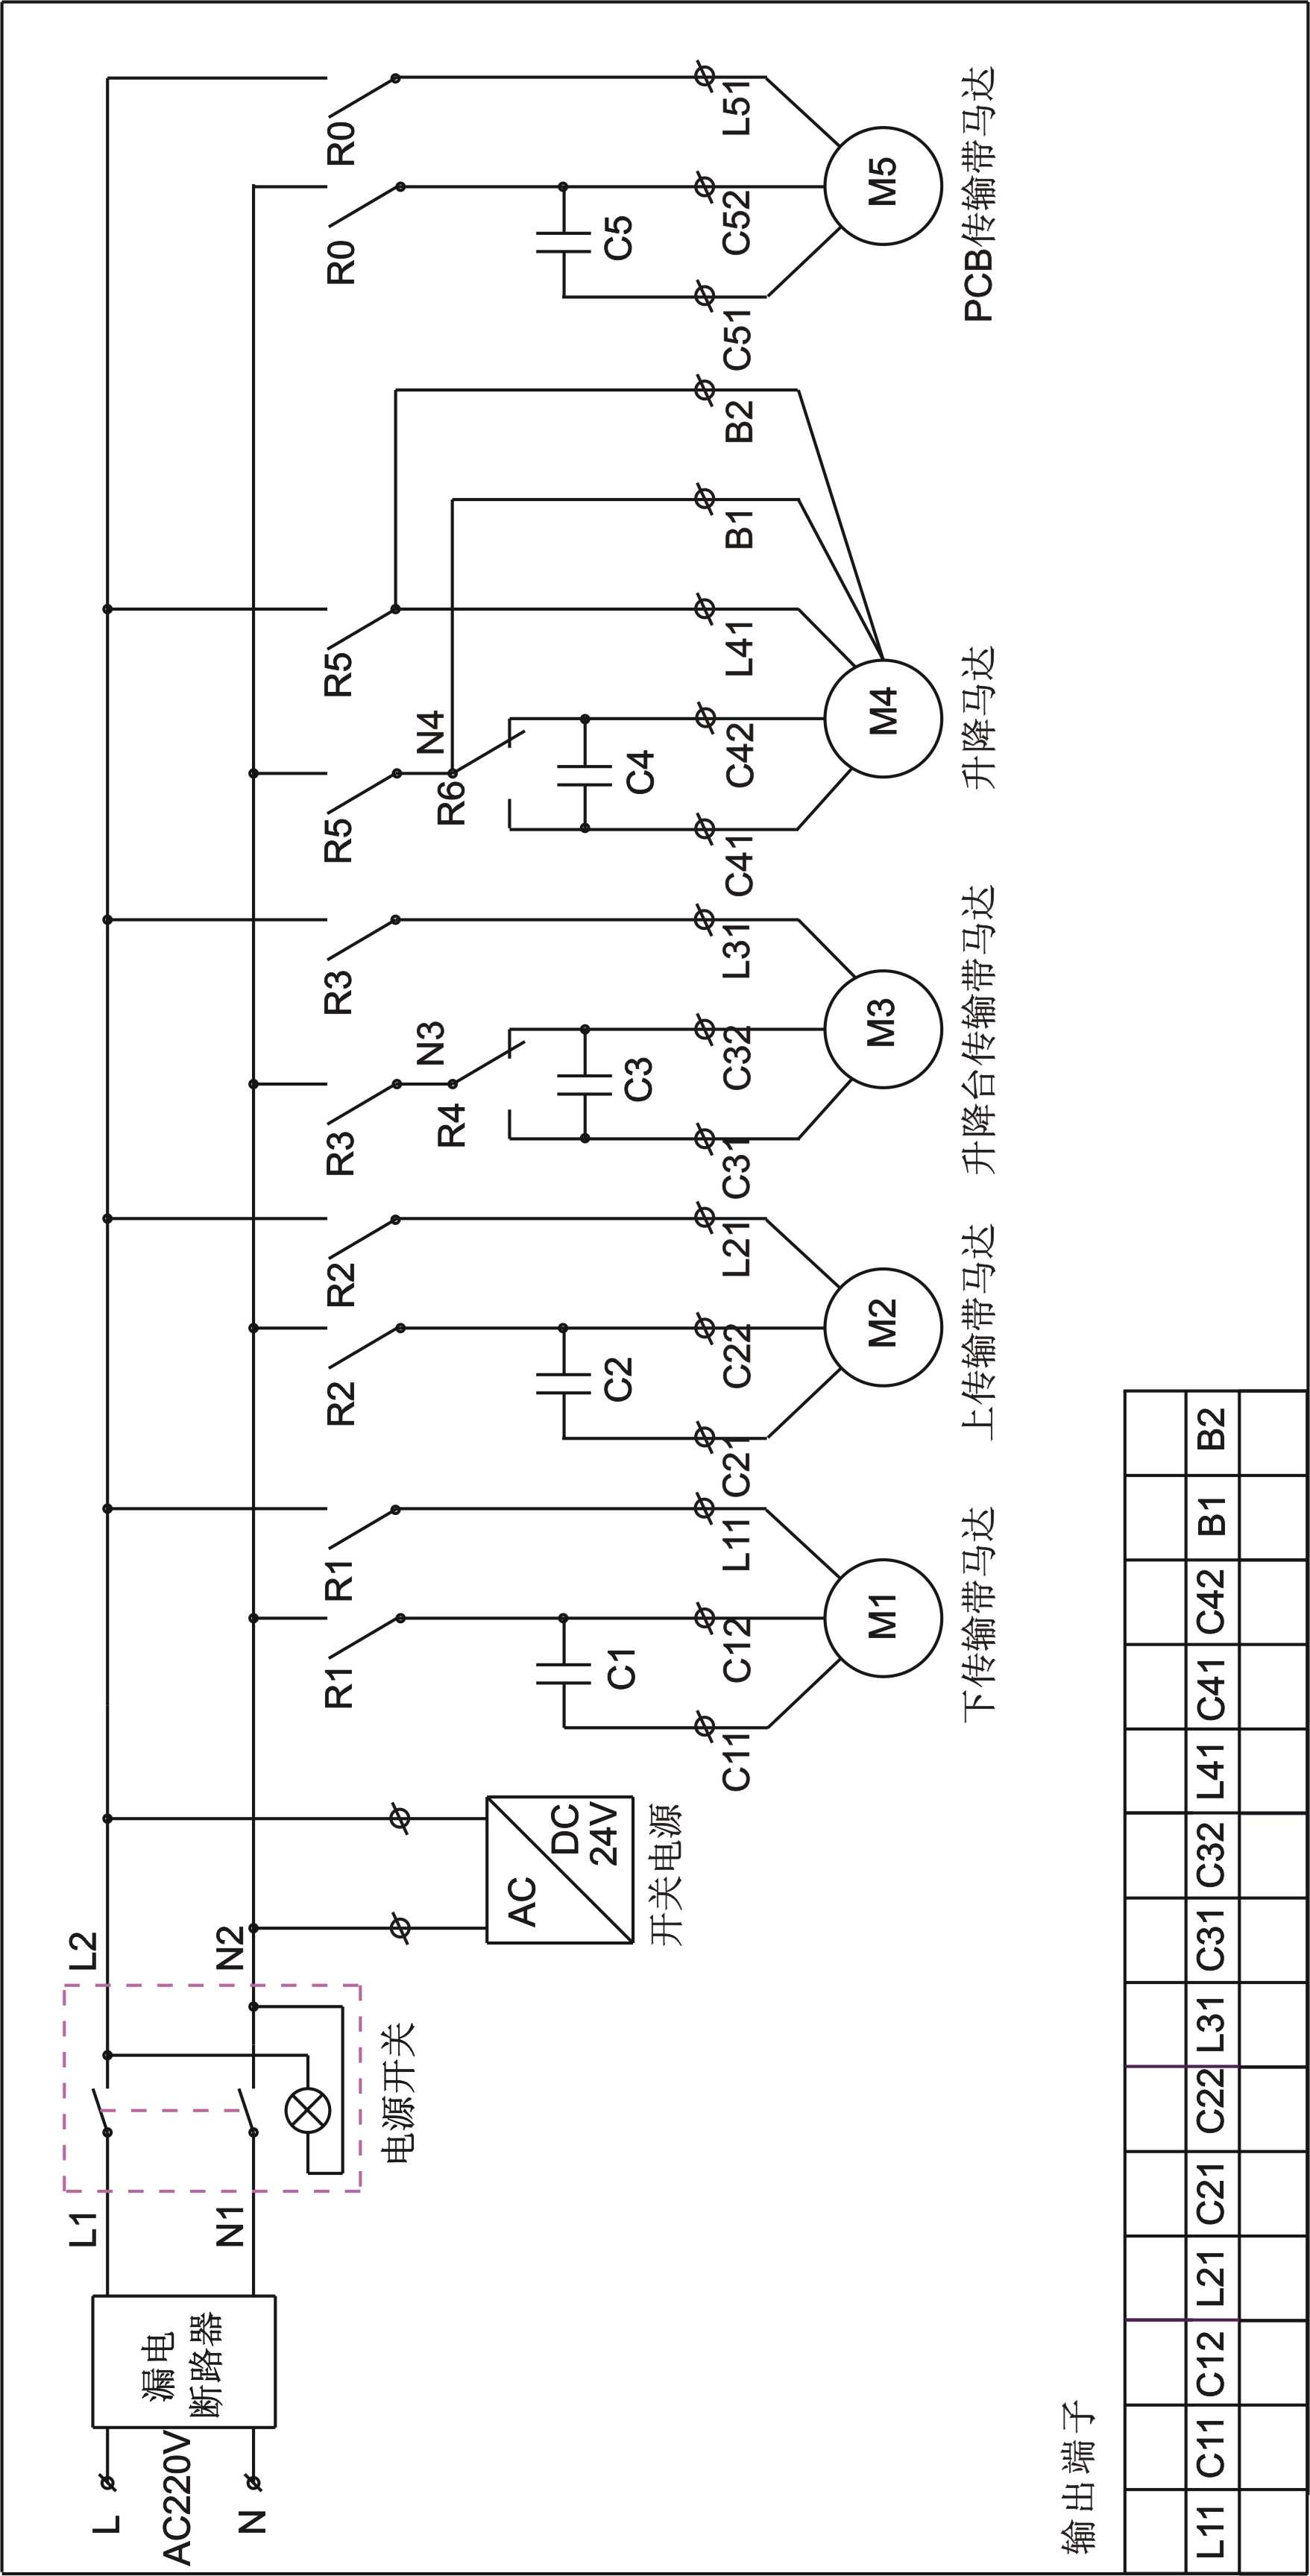 L
AC220V
N
漏电
断路器
L1
N1
电源开关
L2
N2
AC
DC
24V
开关电源
R1
R1
C1
C11
C12
L11
M1
下传输带马达
R2
R2
C2
C21
C22
L21
M2
上传输带马达
R3
R3
N3
R4
C3
C31
C32
L31
M3
升降台传输带马达
R5
R5
N4
R6
C4
C41
C42
L41
B1
B2
M4
升降马达
R0
R0
C5
C51
C52
L51
M5
PCB传输带马达
输出端子
L11 C11 C12 L21 C21 C22 L31 C31 C32 L41 C41 C42 B1 B2